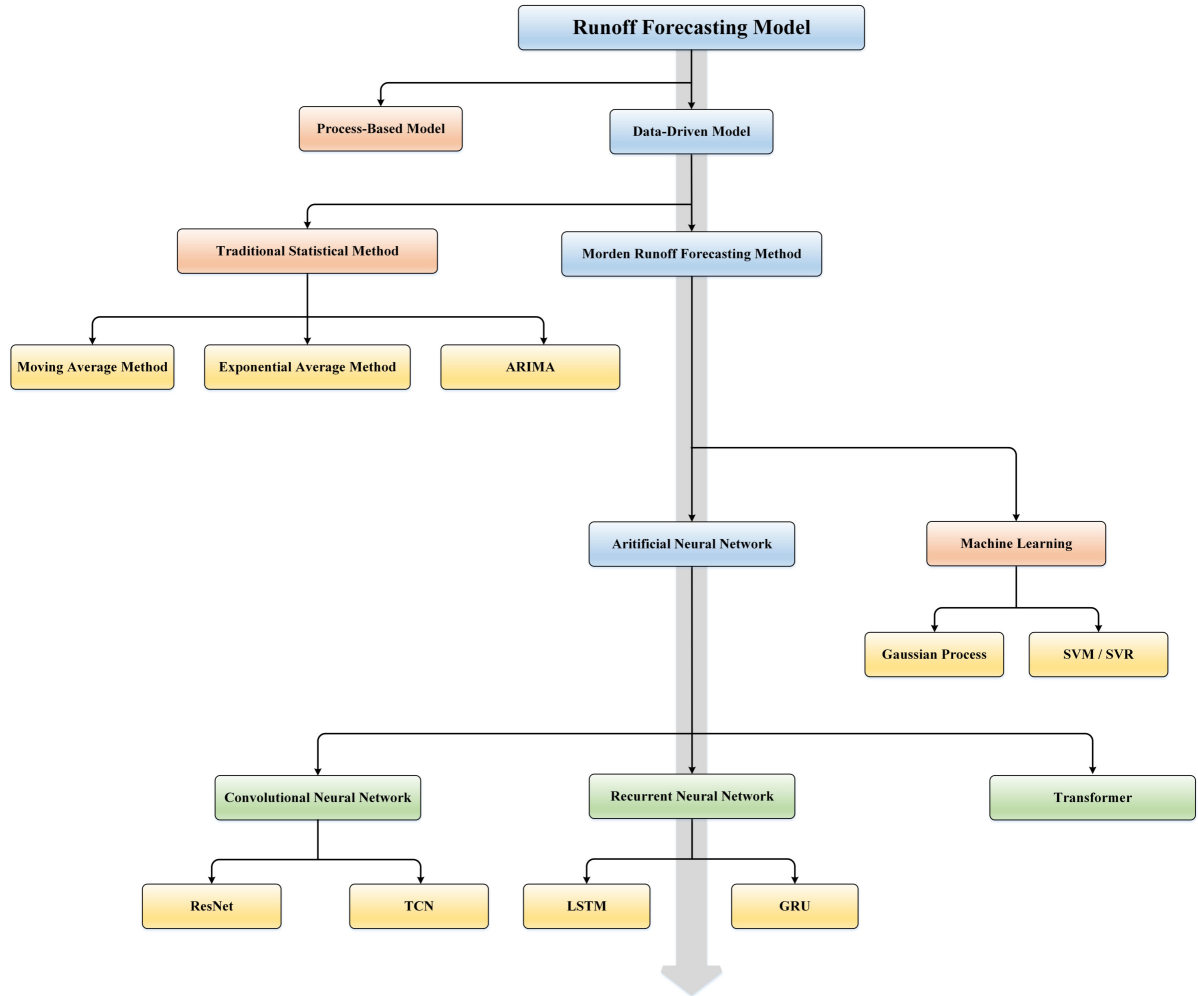 Runoff Forecasting Model
Process-Based Model
Data-Driven Model
Traditional Statistical Method
Morden Runoff Forecasting Method
Moving Average Method
Exponential Average Method
ARIMA
Aritificial Neural Network
Machine Learning
Gaussian Process
SVM / SVR
Convolutional Neural Network
Recurrent Neural Network
Transformer
ResNet
TCN
LSTM
GRU